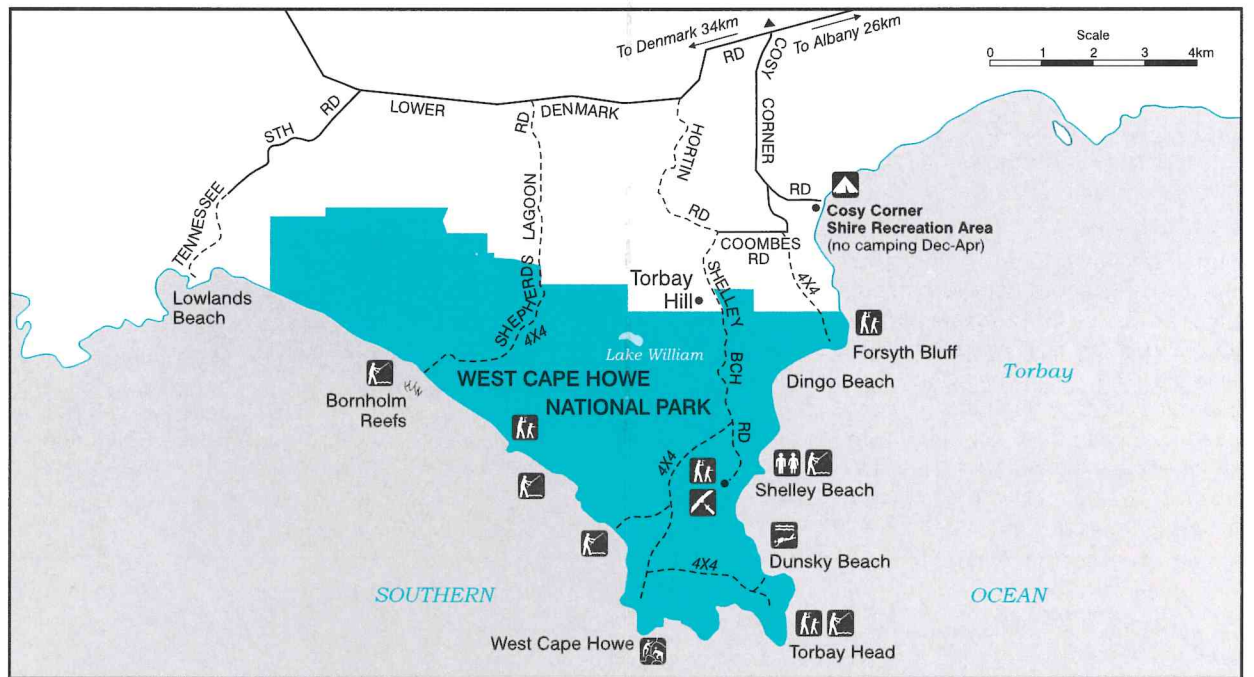 To Denmark 34km
To Albany 26km
Scale
0 1 2 3 4km
RD
COSY
CORNER
RD
LOWER
DENMARK
RD
STH
TENNESSEE
RD
SHEPHERDS LAGOON
4X4
HORTIN
RD
COOMBES
RD
SHELLEY
BCH
RD
4X4
Cosy Corner
Shire Recreation Area
(no camping Dec-Apr)
Torbay
Hill
Lowlands
Beach
Lake William
Forsyth Bluff
Dingo Beach
Torbay
WEST CAPE HOWE
NATIONAL PARK
Bornholm
Reefs
4X4
Shelley Beach
Dunsky Beach
4X4
SOUTHERN
OCEAN
West Cape Howe
Torbay Head